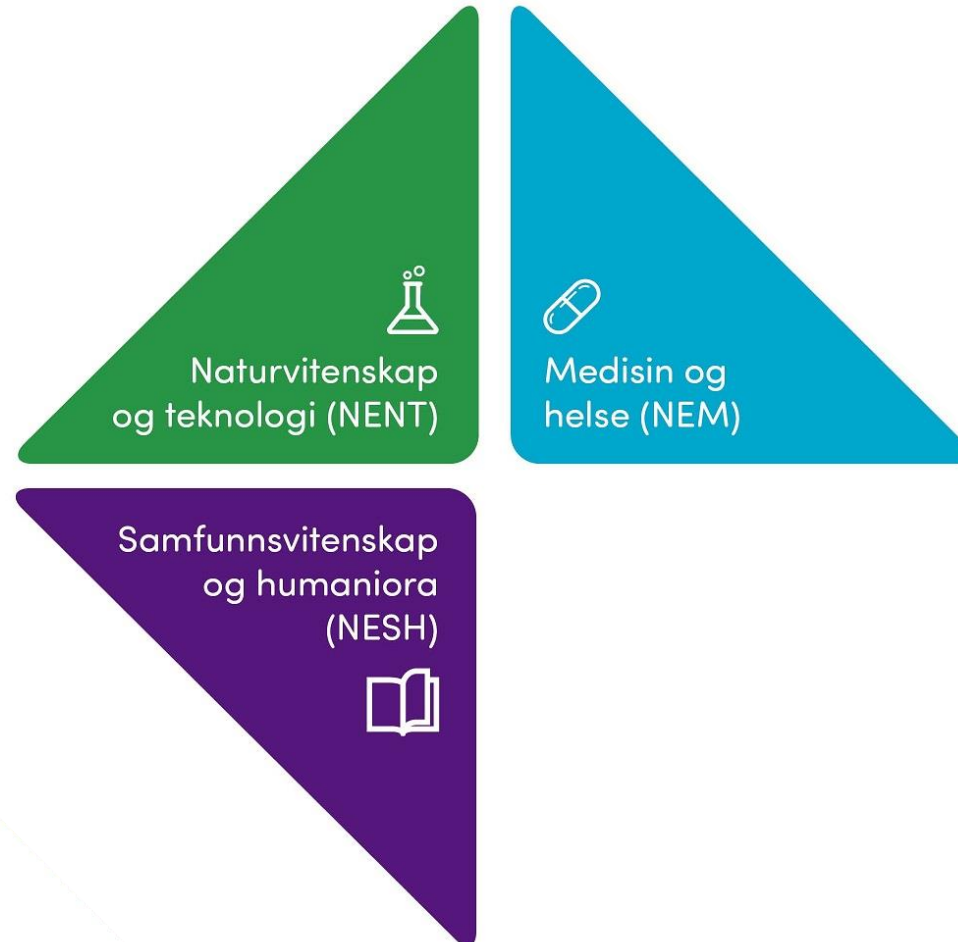 Naturvitenskap
og teknologi (NENT)
Medisin og
helse (NEM)
Samfunnsvitenskap
og humaniora
(NESH)